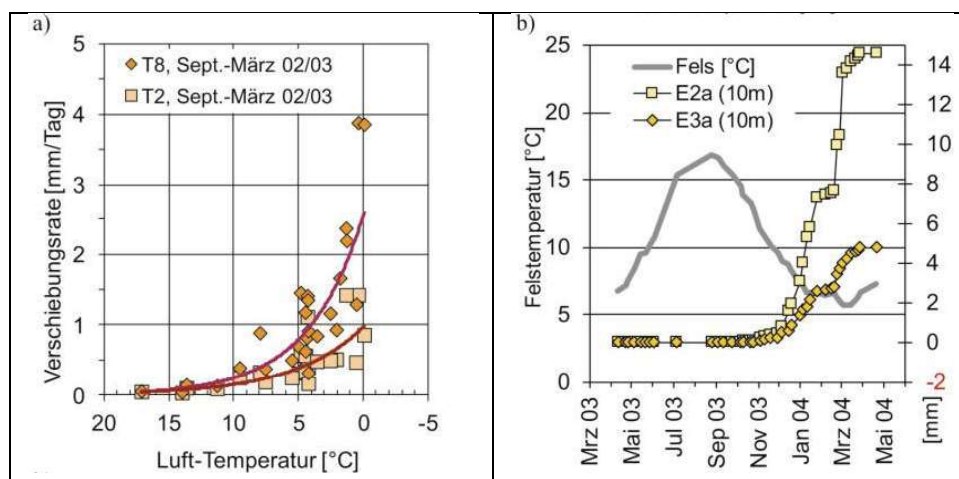 a)
T8, Sept.-März 02/03
T2, Sept.-März 02/03
Verschiebungsrate [mm/Tag]
5
4
3
2
1
0
20 15 10 5 0 -5
Luft-Temperatur [°C]
b)
Fels [°C]
E2a (10m)
E3a (10m)
Felstemperatur [°C]
25
20
15
10
5
0
14
12
10
8
6
4
2
0
-2
[mm]
Mrz 03
Mai 03
Jul 03
Sep 03
Nov 03
Jan 04
Mrz 04
Mai 04